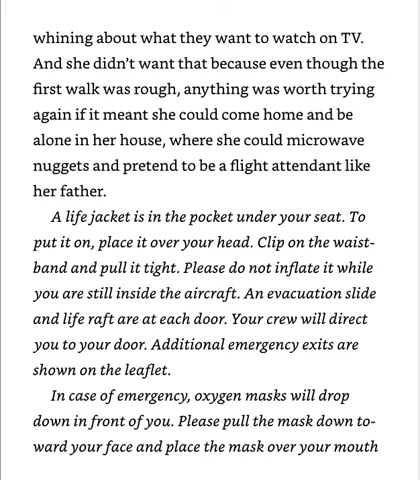 whining about what they want to watch on TV.
And she didn’t want that because even though the
first walk was rough, anything was worth trying
again if it meant she could come home and be
alone in her house, where she could microwave
nuggets and pretend to be a flight attendant like
her father.
A life jacket is in the pocket under your seat. To
put it on, place it over your head. Clip on the waist-
band and pull it tight. Please do not inflate it while
you are still inside the aircraft. An evacuation slide
and life raft are at each door. Your crew will direct
you to your door. Additional emergency exits are
shown on the leaflet.
In case of emergency, oxygen masks will drop
down in front of you. Please pull the mask down to-
ward your face and place the mask over your mouth